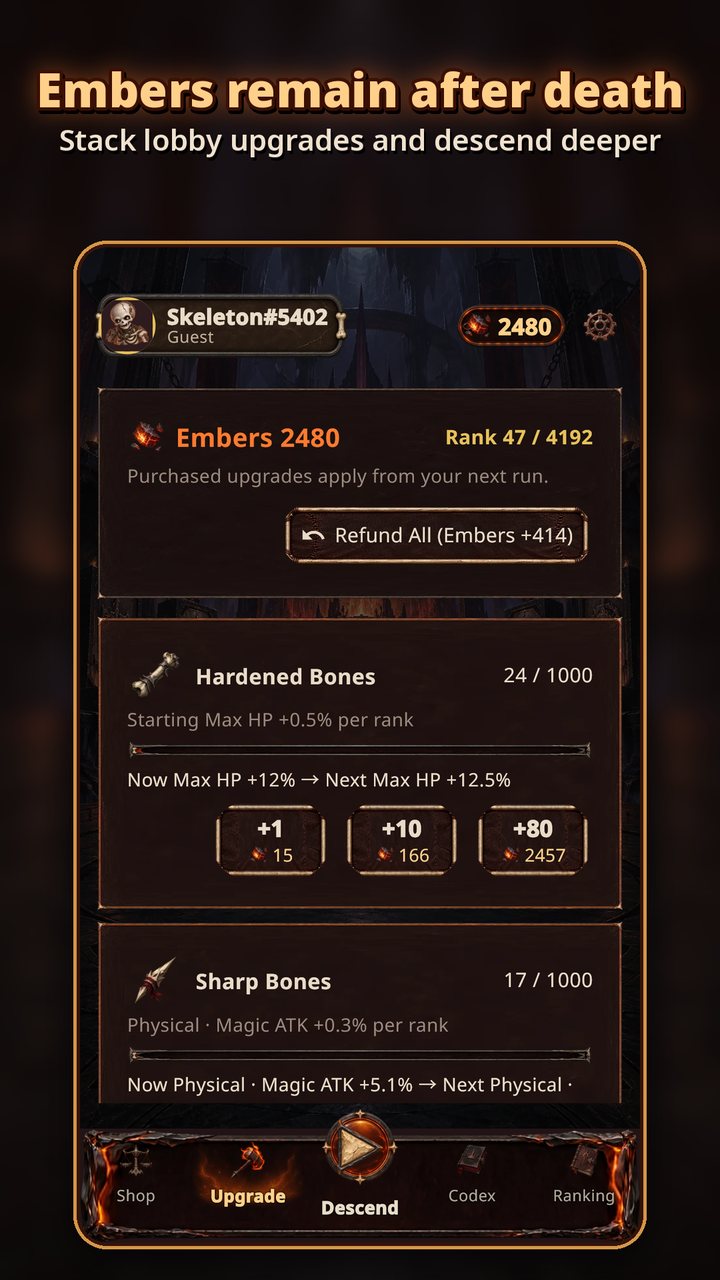 Embers remain after death
Stack lobby upgrades and descend deeper
Skeleton#5402
Guest
2480
Embers 2480
Rank 47 / 4192
Purchased upgrades apply from your next run.
Refund All (Embers +414)
Hardened Bones
24 / 1000
Starting Max HP +0.5% per rank
Now Max HP +12% → Next Max HP +12.5%
+1
15
+10
166
+80
2457
Sharp Bones
17 / 1000
Physical · Magic ATK +0.3% per rank
Now Physical · Magic ATK +5.1% → Next Physical ·
Shop
Upgrade
Descend
Codex
Ranking